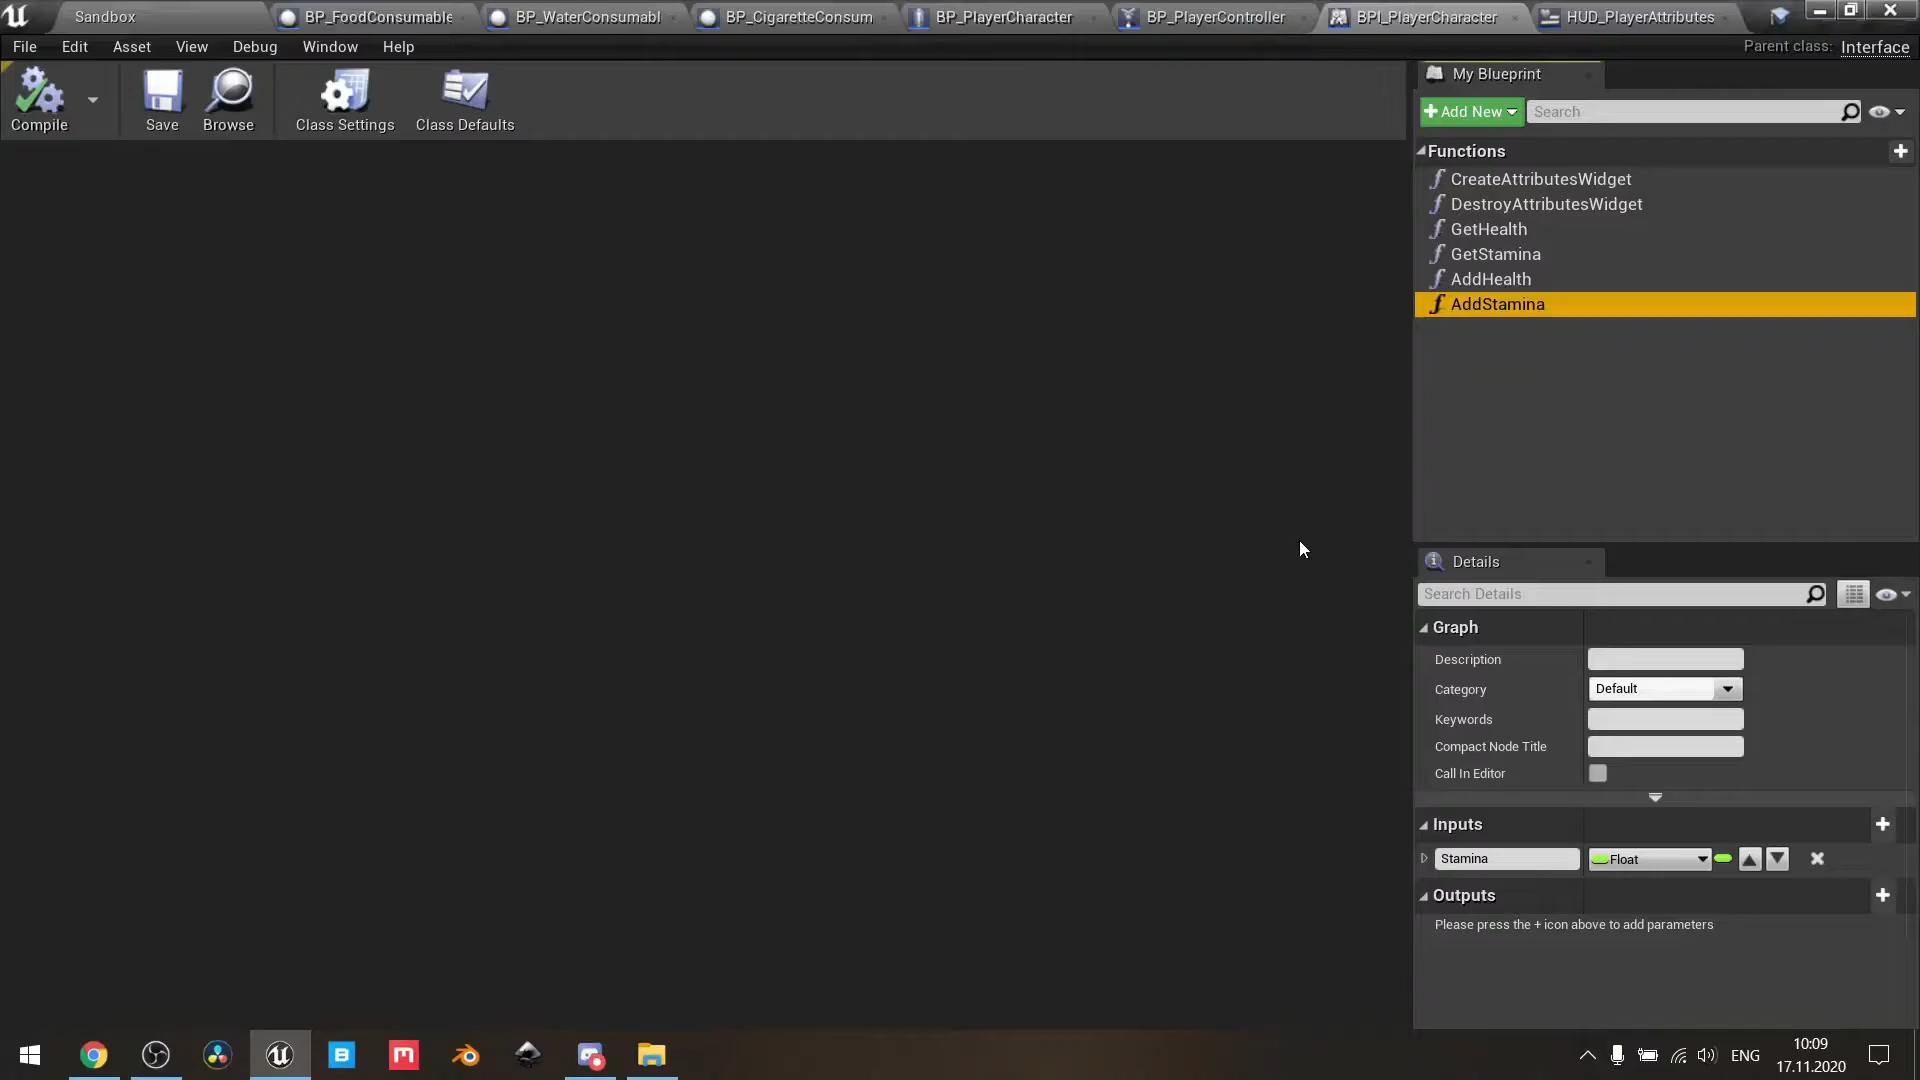 Sandbox
BP_FoodConsumable
BP_WaterConsumabl
BP_CigaretteConsum
BP_PlayerCharacter
BP_PlayerController
BPI_PlayerCharacter
HUD_PlayerAttributes
File Edit Asset View Debug Window Help
Parent class: Interface
Compile
Save
Browse
Class Settings
Class Defaults
My Blueprint
Add New
Search
Functions
CreateAttributesWidget
DestroyAttributesWidget
GetHealth
GetStamina
AddHealth
AddStamina
Details
Search Details
Graph
Description
Category Default
Keywords
Compact Node Title
Call In Editor
Inputs
Stamina Float
Outputs
Please press the + icon above to add parameters
ENG
10:09
17.11.2020